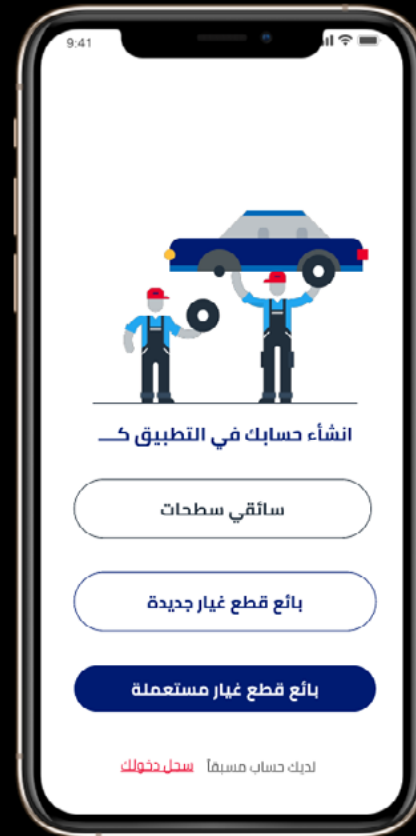 9:41
انشأء حسابك في التطبيق كــ
سائقي سطحات
بائع قطع غيار جديدة
بائع قطع غيار مستعملة
لديك حساب مسبقاً سجل دخولك